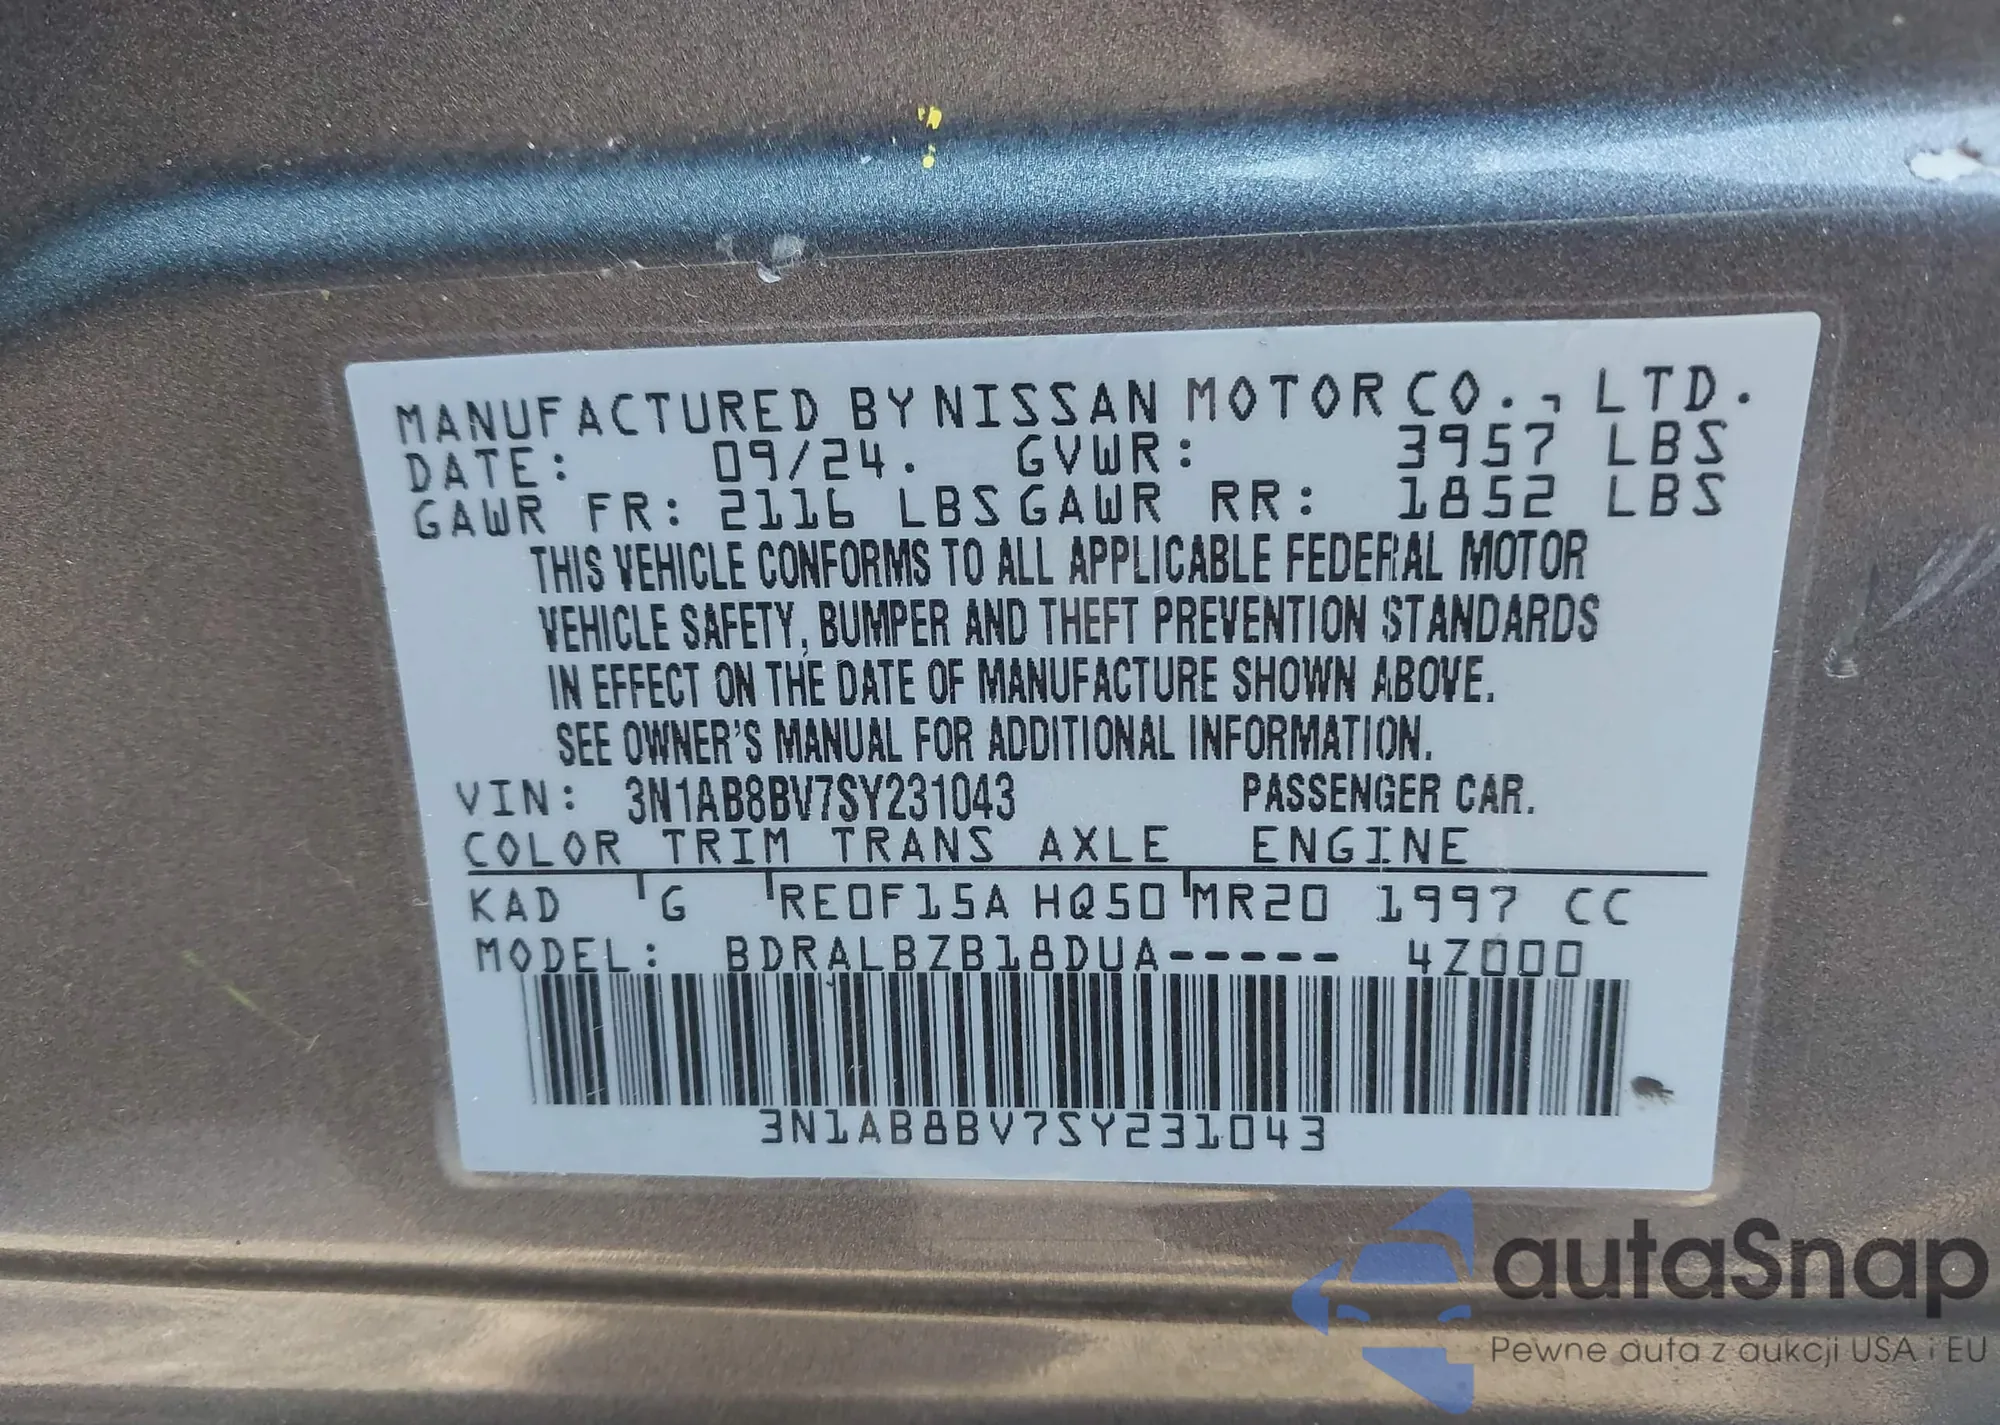 MANUFACTURED BY NISSAN MOTOR CO., LTD.
DATE: 09/24. GVWR: 3957 LBS
GAWR FR: 2116 LBS GAWR RR: 1852 LBS
THIS VEHICLE CONFORMS TO ALL APPLICABLE FEDERAL MOTOR
VEHICLE SAFETY, BUMPER AND THEFT PREVENTION STANDARDS
IN EFFECT ON THE DATE OF MANUFACTURE SHOWN ABOVE.
SEE OWNER'S MANUAL FOR ADDITIONAL INFORMATION.
VIN: 3N1AB8BV7SY231043 PASSENGER CAR.
COLOR TRIM TRANS AXLE ENGINE
KAD G RE0F15A HQ50 MR20 1997 CC
MODEL: BDRALBZB18DUA----- 4Z000
3N1AB8BV7SY231043
autaSnap
Pewne auta z aukcji USA i EU